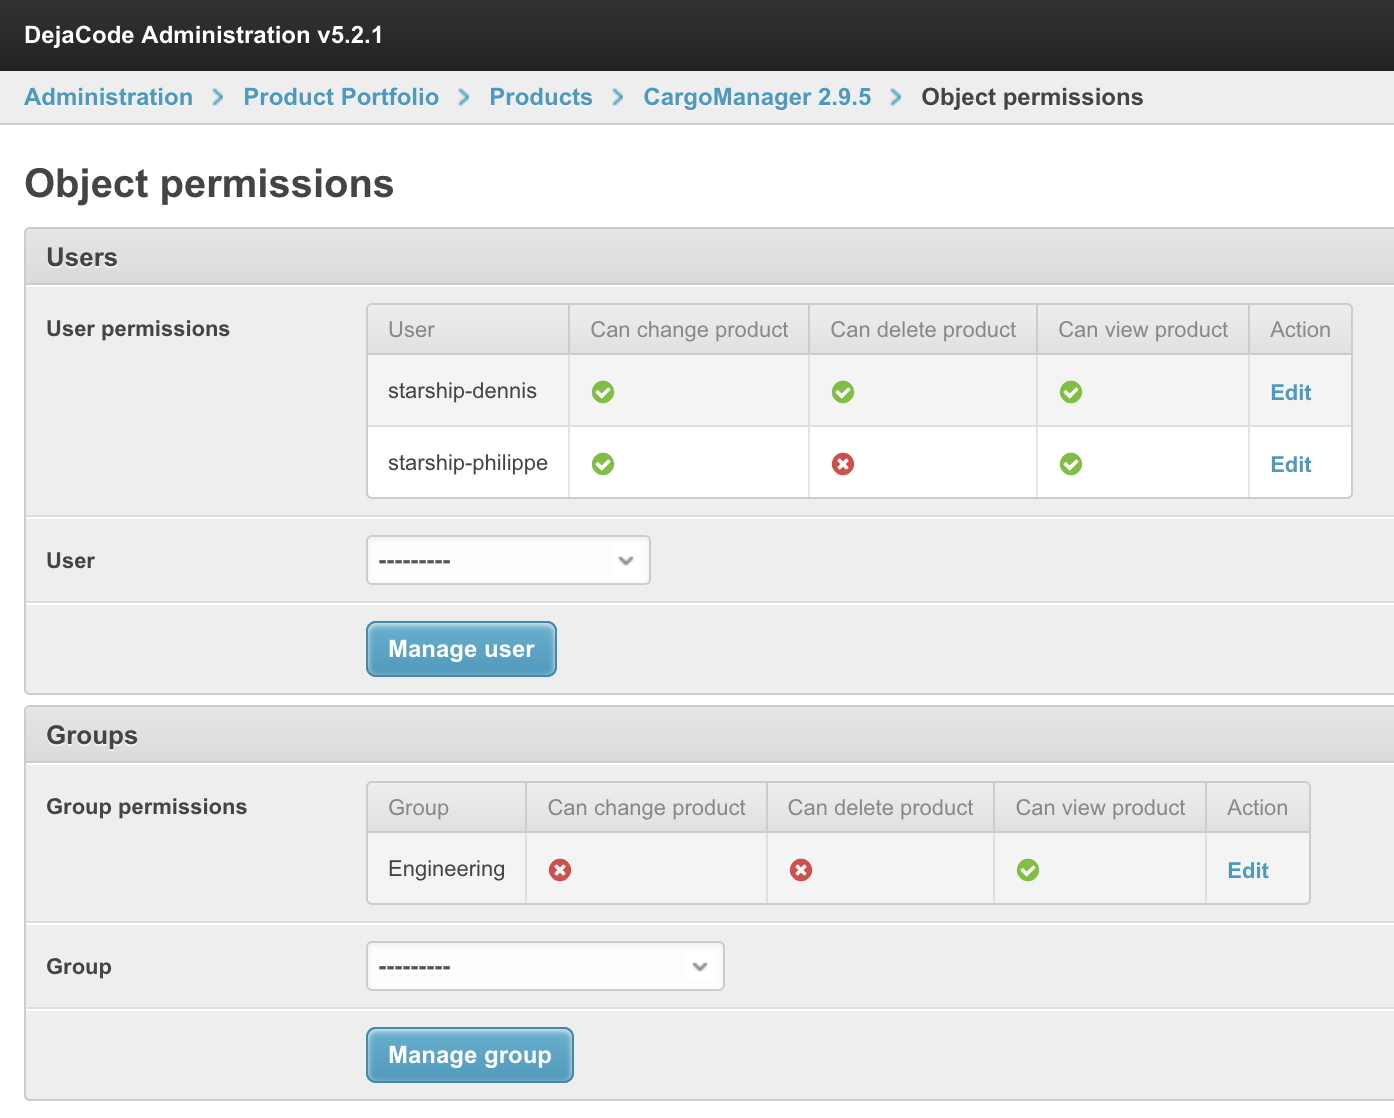 DejaCode Administration v5.2.1
Administration > Product Portfolio > Products > CargoManager 2.9.5 > Object permissions
Object permissions
Users
User permissions
User Can change product Can delete product Can view product Action
starship-dennis Edit
starship-philippe Edit
User ---------
Manage user
Groups
Group permissions
Group Can change product Can delete product Can view product Action
Engineering Edit
Group ---------
Manage group